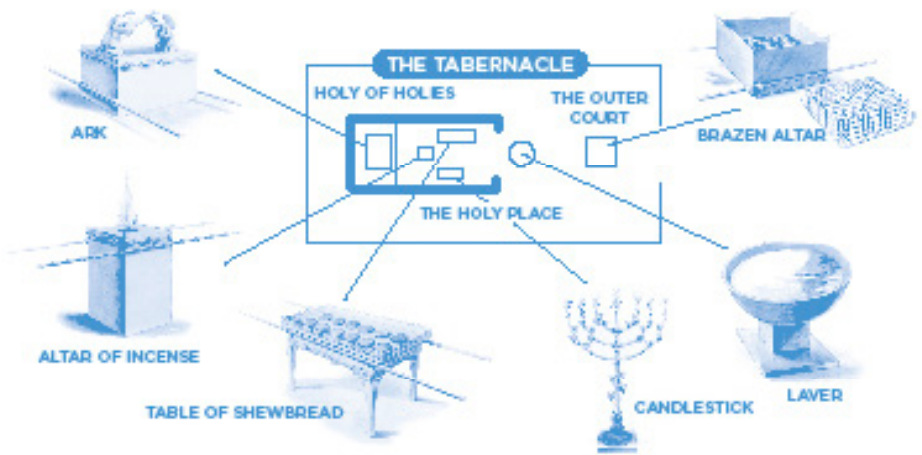 THE TABERNACLE
HOLY OF HOLIES
THE OUTER
COURT
ARK
BRAZEN ALTAR
THE HOLY PLACE
ALTAR OF INCENSE
TABLE OF SHEWBREAD
CANDLESTICK
LAVER